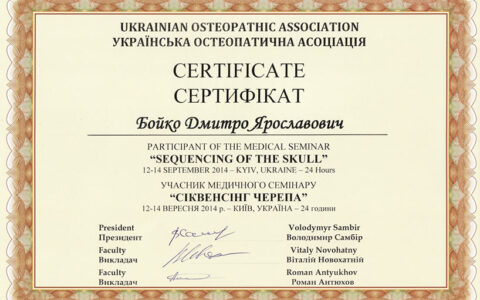 UKRAINIAN OSTEOPATHIC ASSOCIATION
УКРАЇНСЬКА ОСТЕОПАТИЧНА АСОЦІАЦІЯ
CERTIFICATE
СЕРТИФІКАТ
Бойко Дмитро Ярославович
PARTICIPANT OF THE MEDICAL SEMINAR
“SEQUENCING OF THE SKULL”
12-14 SEPTEMBER 2014 – KYIV, UKRAINE – 24 Hours
УЧАСНИК МЕДИЧНОГО СЕМІНАРУ
“СІКВЕНСІНГ ЧЕРЕПА”
12-14 ВЕРЕСНЯ 2014 р. – КИЇВ, УКРАЇНА – 24 години
President Volodymyr Sambir
Президент Володимир Самбір
Faculty Vitaly Novohatny
Викладач Віталій Новохатній
Faculty Roman Antyukhov
Викладач Роман Антюхов